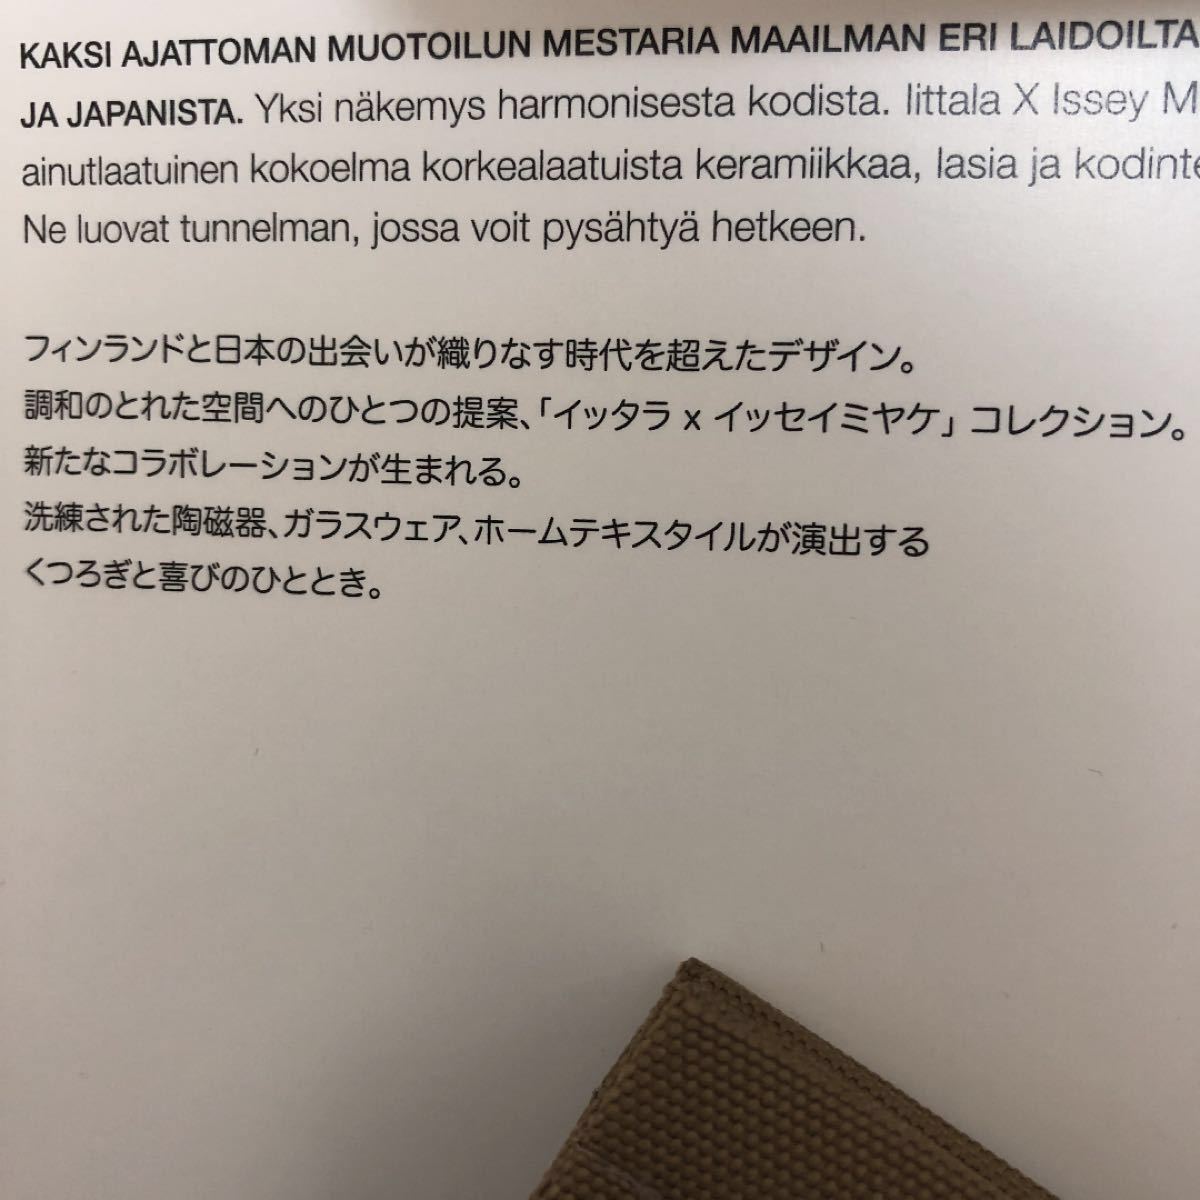 KAKSI AJATTOMAN MUOTOILUN MESTARIA MAAILMAN ERI LAIDOILTA
JA JAPANISTA. Yksi näkemys harmonisesta kodista. Iittala X Issey M
ainutlaatuinen kokoelma korkealaatuista keramiikkaa, lasia ja kodinte
Ne luovat tunnelman, jossa voit pysähtyä hetkeen.
フィンランドと日本の出会いが織りなす時代を超えたデザイン。
調和のとれた空間へのひとつの提案、「イッタラ x イッセイミヤケ」コレクション。
新たなコラボレーションが生まれる。
洗練された陶磁器、ガラスウェア、ホームテキスタイルが演出する
くつろぎと喜びのひととき。